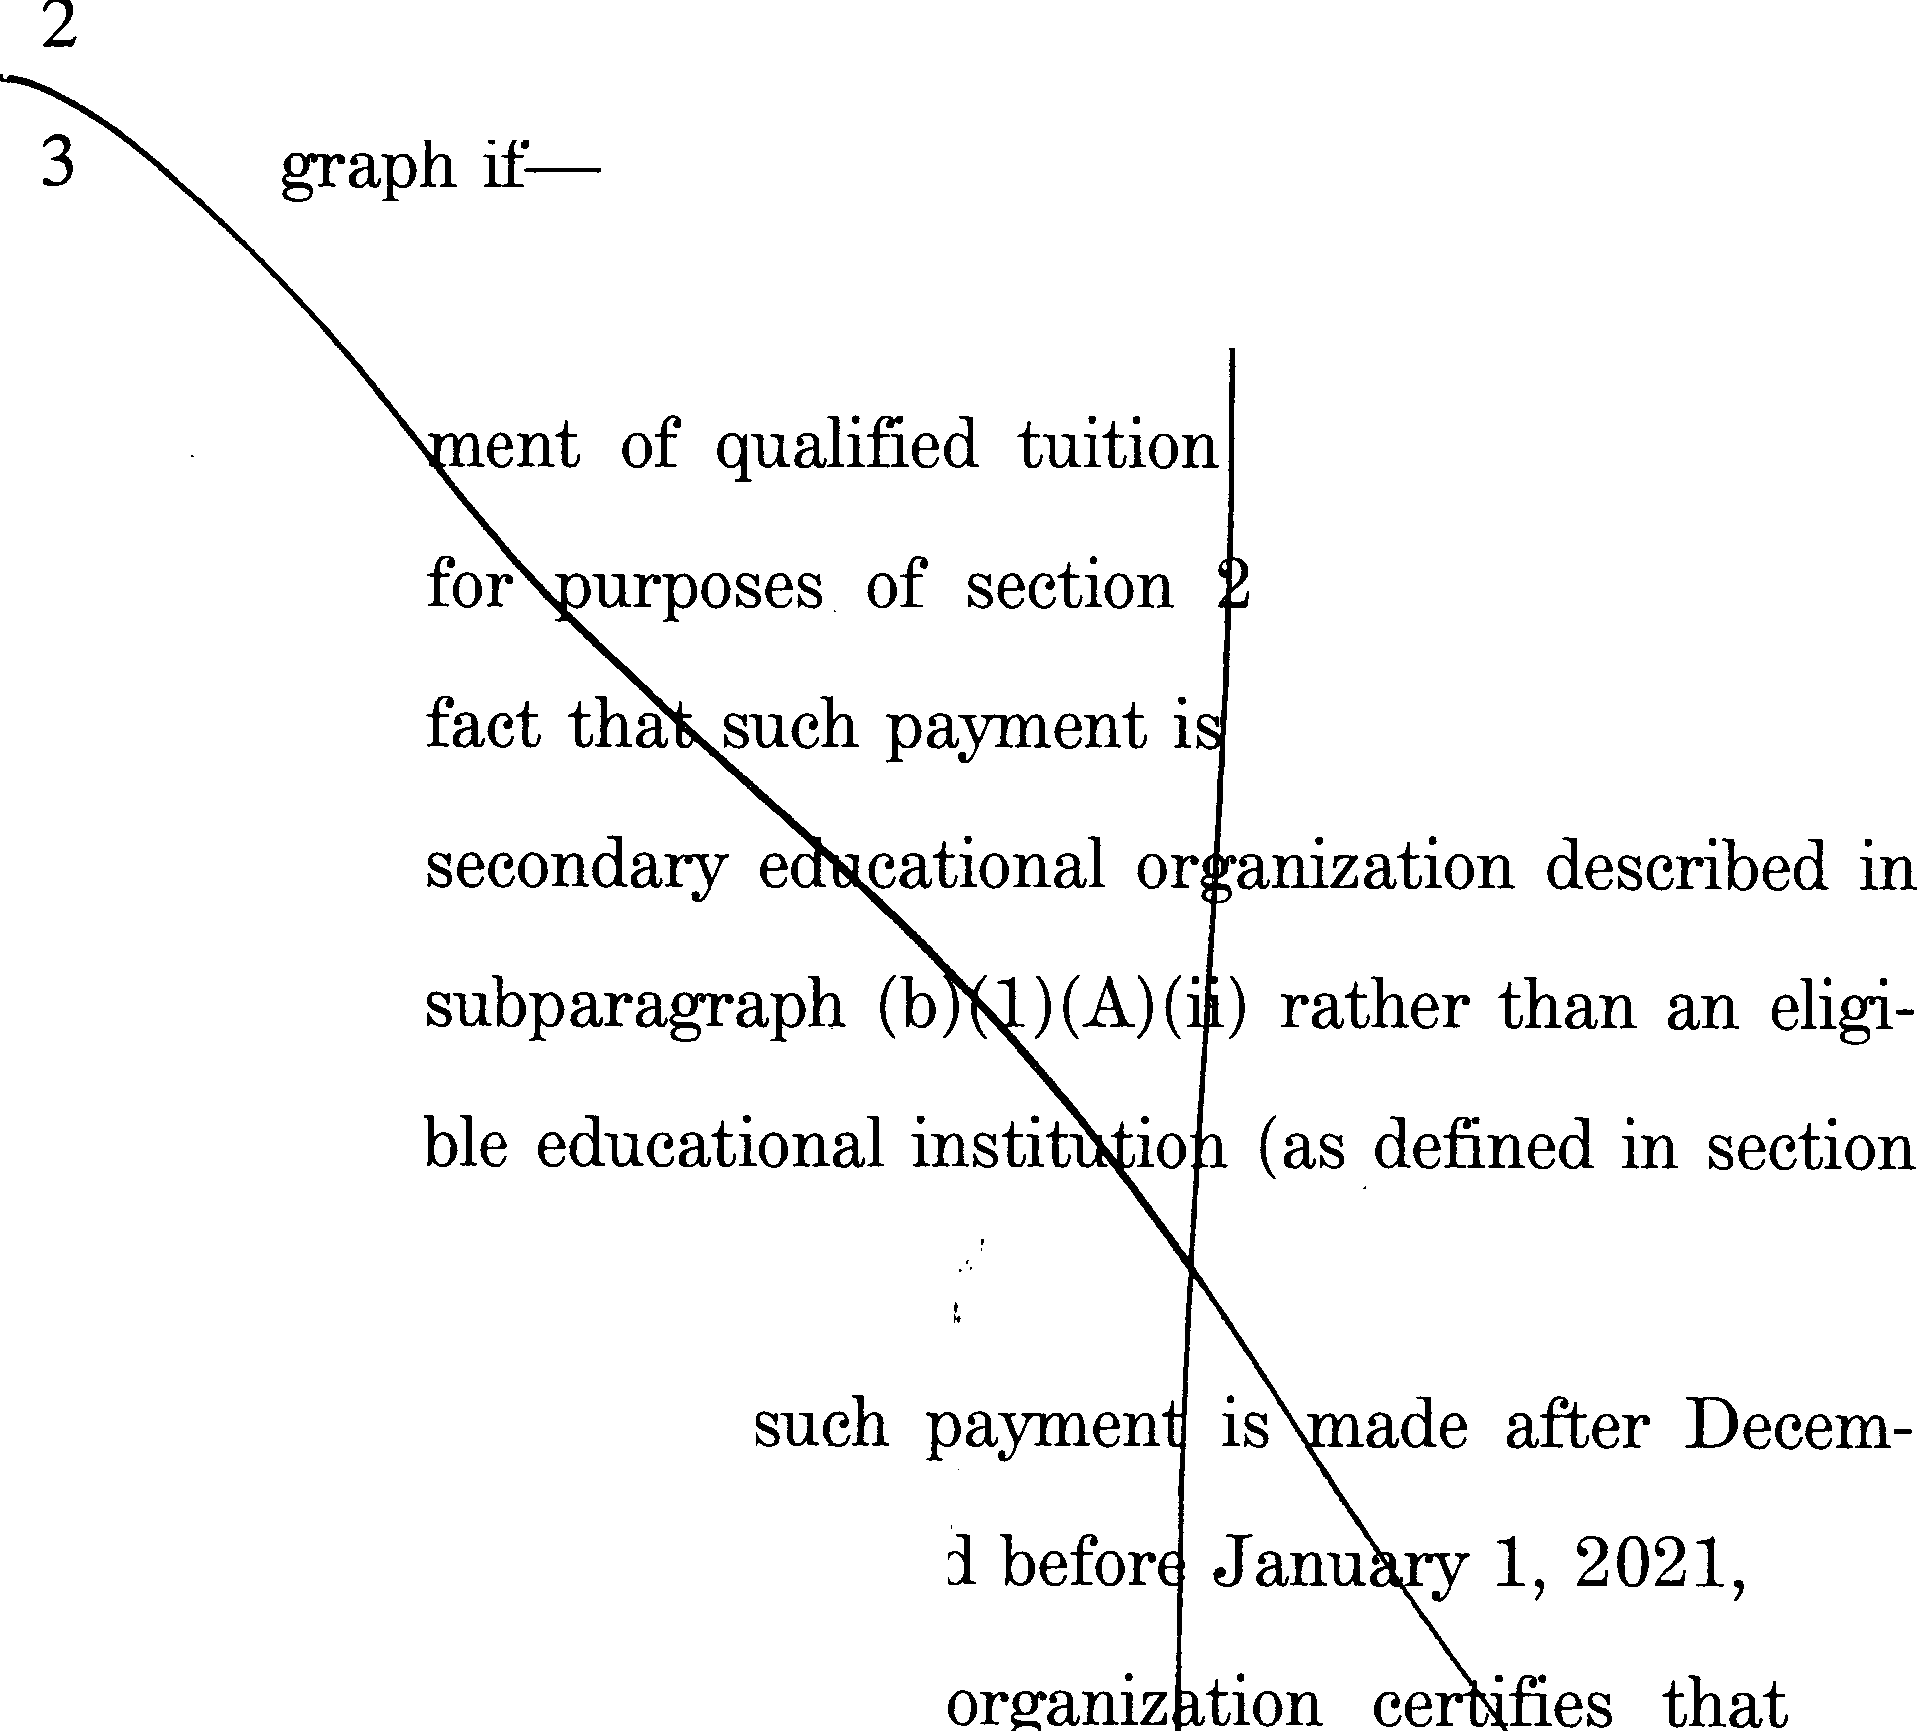 2
3 graph if—
ment of qualified tuition
for purposes of section 2
fact that such payment is
secondary educational organization described in
subparagraph (b)(1)(A)(ii) rather than an eligi-
ble educational institution (as defined in section
such payment is made after Decem-
d before January 1, 2021,
organization certifies that